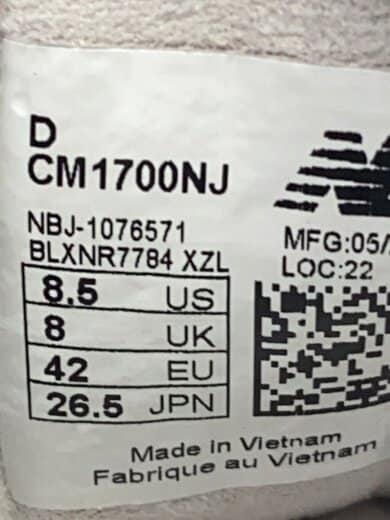 D
CM1700NJ
NBJ-1076571
BLXNR7784 XZL
MFG:05/
LOC:22
8.5 US
8 UK
42 EU
26.5 JPN
Made in Vietnam
Fabrique au Vietnam